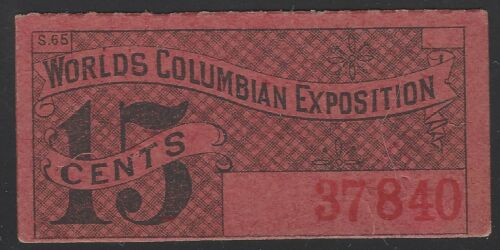 S.65
WORLDS COLUMBIAN EXPOSITION
15
CENTS
37840